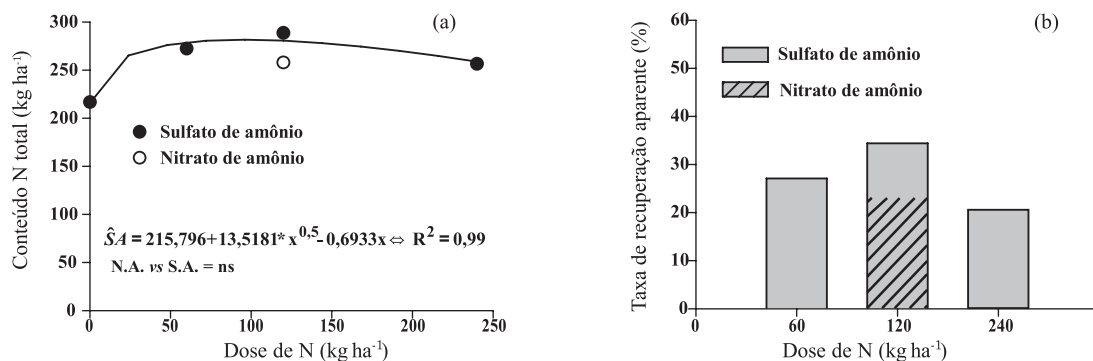 (a)
Conteúdo N total (kg ha⁻¹)
300
250
200
150
100
50
0
Sulfato de amônio
Nitrato de amônio
ŜA = 215,796+13,5181* x^0,5-0,6933x ⇔ R² = 0,99
N.A. vs S.A. = ns
0 50 100 150 200 250
Dose de N (kg ha⁻¹)
(b)
Taxa de recuperação aparente (%)
60
50
40
30
20
10
0
Sulfato de amônio
Nitrato de amônio
0 60 120 240
Dose de N (kg ha⁻¹)